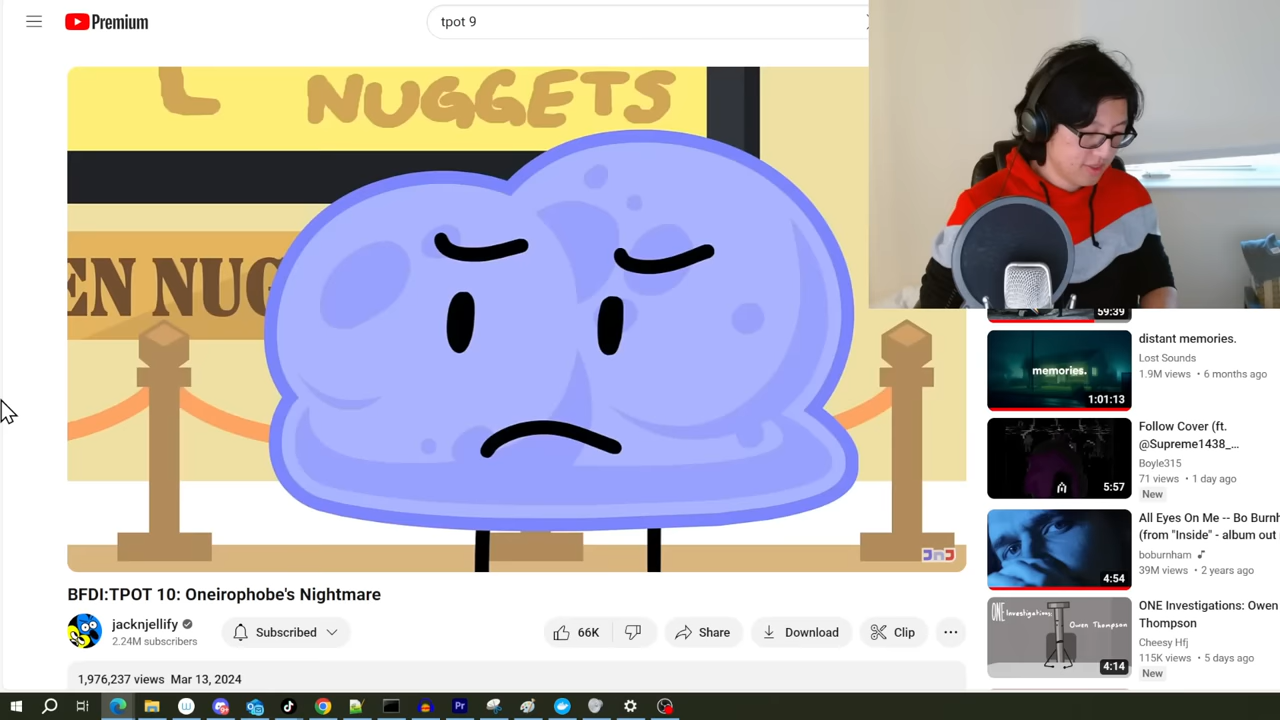 Premium
tpot 9
NUGGETS
EN NUG
59:39
distant memories.
Lost Sounds
1.9M views • 6 months ago
memories.
1:01:13
Follow Cover (ft.
@Supreme1438_...
Boyle315
71 views • 1 day ago
New
5:57
All Eyes On Me -- Bo Burnh
(from "Inside" - album out
boburnham
39M views • 2 years ago
4:54
ONE Investigations: Owen
Thompson
Cheesy Hfj
115K views • 5 days ago
New
ONE Investigations:
Owen Thompson
4:14
BFDI:TPOT 10: Oneirophobe's Nightmare
jacknjellify
2.24M subscribers
Subscribed
66K
Share
Download
Clip
1,976,237 views Mar 13, 2024